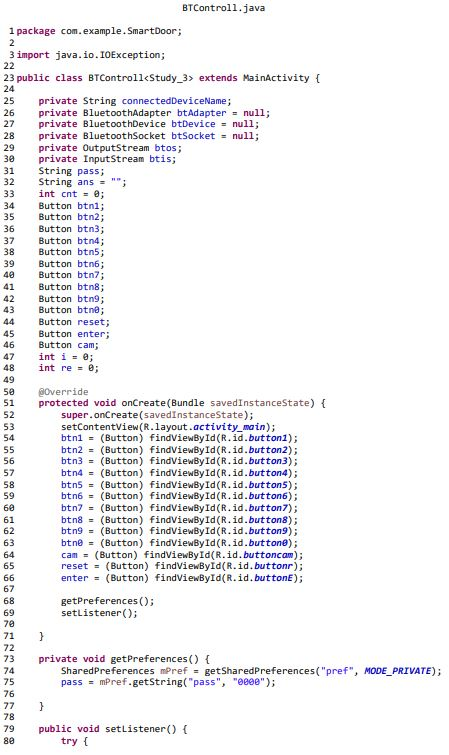 BTControll.java
1 package com.example.SmartDoor;
2
3 import java.io.IOException;
22
23 public class BTControll<Study_3> extends MainActivity {
24
25     private String connectedDeviceName;
26     private BluetoothAdapter btAdapter = null;
27     private BluetoothDevice btDevice = null;
28     private BluetoothSocket btSocket = null;
29     private OutputStream btos;
30     private InputStream btis;
31     String pass;
32     String ans = "";
33     int cnt = 0;
34     Button btn1;
35     Button btn2;
36     Button btn3;
37     Button btn4;
38     Button btn5;
39     Button btn6;
40     Button btn7;
41     Button btn8;
42     Button btn9;
43     Button btn0;
44     Button reset;
45     Button enter;
46     Button cam;
47     int i = 0;
48     int re = 0;
49
50     @Override
51     protected void onCreate(Bundle savedInstanceState) {
52         super.onCreate(savedInstanceState);
53         setContentView(R.layout.activity_main);
54         btn1 = (Button) findViewById(R.id.button1);
55         btn2 = (Button) findViewById(R.id.button2);
56         btn3 = (Button) findViewById(R.id.button3);
57         btn4 = (Button) findViewById(R.id.button4);
58         btn5 = (Button) findViewById(R.id.button5);
59         btn6 = (Button) findViewById(R.id.button6);
60         btn7 = (Button) findViewById(R.id.button7);
61         btn8 = (Button) findViewById(R.id.button8);
62         btn9 = (Button) findViewById(R.id.button9);
63         btn0 = (Button) findViewById(R.id.button0);
64         cam = (Button) findViewById(R.id.buttoncam);
65         reset = (Button) findViewById(R.id.buttonr);
66         enter = (Button) findViewById(R.id.buttonE);
67
68         getPreferences();
69         setListener();
70
71     }
72
73     private void getPreferences() {
74         SharedPreferences mPref = getSharedPreferences("pref", MODE_PRIVATE);
75         pass = mPref.getString("pass", "0000");
76
77     }
78
79     public void setListener() {
80         try {